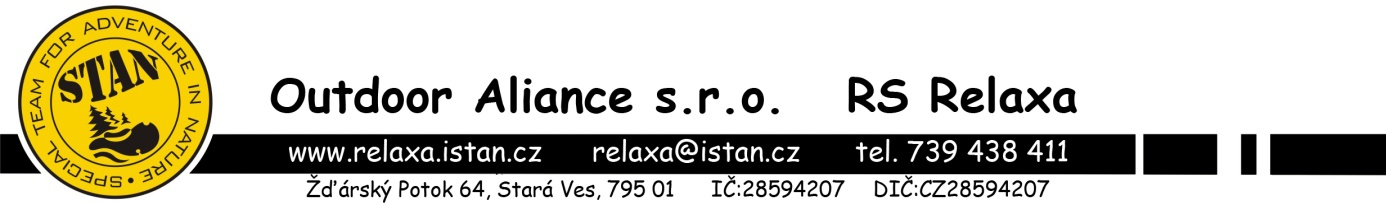 SPECIAL TEAM FOR ADVENTURE IN NATURE •
STAN
Outdoor Aliance s.r.o. RS Relaxa
www.relaxa.istan.cz relaxa@istan.cz tel. 739 438 411
Žďárský Potok 64, Stará Ves, 795 01 IČ:28594207 DIČ:CZ28594207